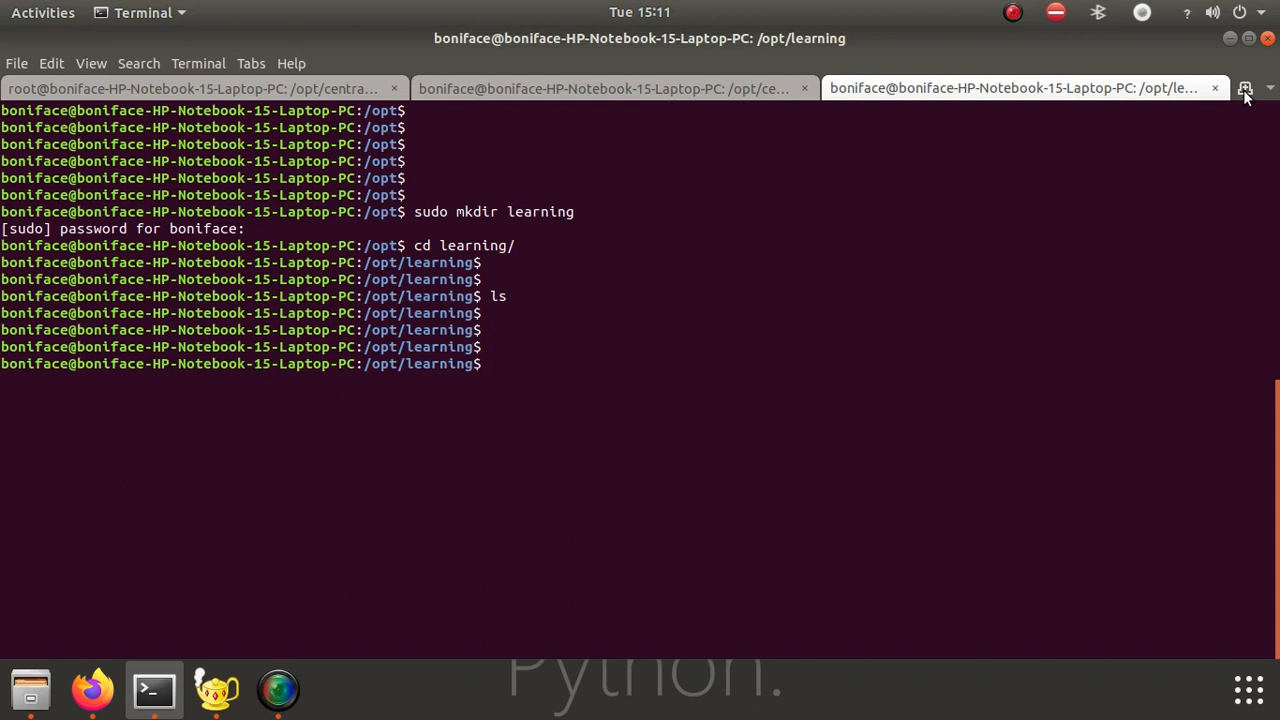 Activities Terminal Tue 15:11 ?
boniface@boniface-HP-Notebook-15-Laptop-PC: /opt/learning
File Edit View Search Terminal Tabs Help
root@boniface-HP-Notebook-15-Laptop-PC: /opt/centra... × boniface@boniface-HP-Notebook-15-Laptop-PC: /opt/ce... × boniface@boniface-HP-Notebook-15-Laptop-PC: /opt/le... ×
boniface@boniface-HP-Notebook-15-Laptop-PC:/opt$
boniface@boniface-HP-Notebook-15-Laptop-PC:/opt$
boniface@boniface-HP-Notebook-15-Laptop-PC:/opt$
boniface@boniface-HP-Notebook-15-Laptop-PC:/opt$
boniface@boniface-HP-Notebook-15-Laptop-PC:/opt$
boniface@boniface-HP-Notebook-15-Laptop-PC:/opt$
boniface@boniface-HP-Notebook-15-Laptop-PC:/opt$ sudo mkdir learning
[sudo] password for boniface:
boniface@boniface-HP-Notebook-15-Laptop-PC:/opt$ cd learning/
boniface@boniface-HP-Notebook-15-Laptop-PC:/opt/learning$
boniface@boniface-HP-Notebook-15-Laptop-PC:/opt/learning$
boniface@boniface-HP-Notebook-15-Laptop-PC:/opt/learning$ ls
boniface@boniface-HP-Notebook-15-Laptop-PC:/opt/learning$
boniface@boniface-HP-Notebook-15-Laptop-PC:/opt/learning$
boniface@boniface-HP-Notebook-15-Laptop-PC:/opt/learning$
boniface@boniface-HP-Notebook-15-Laptop-PC:/opt/learning$
Python.